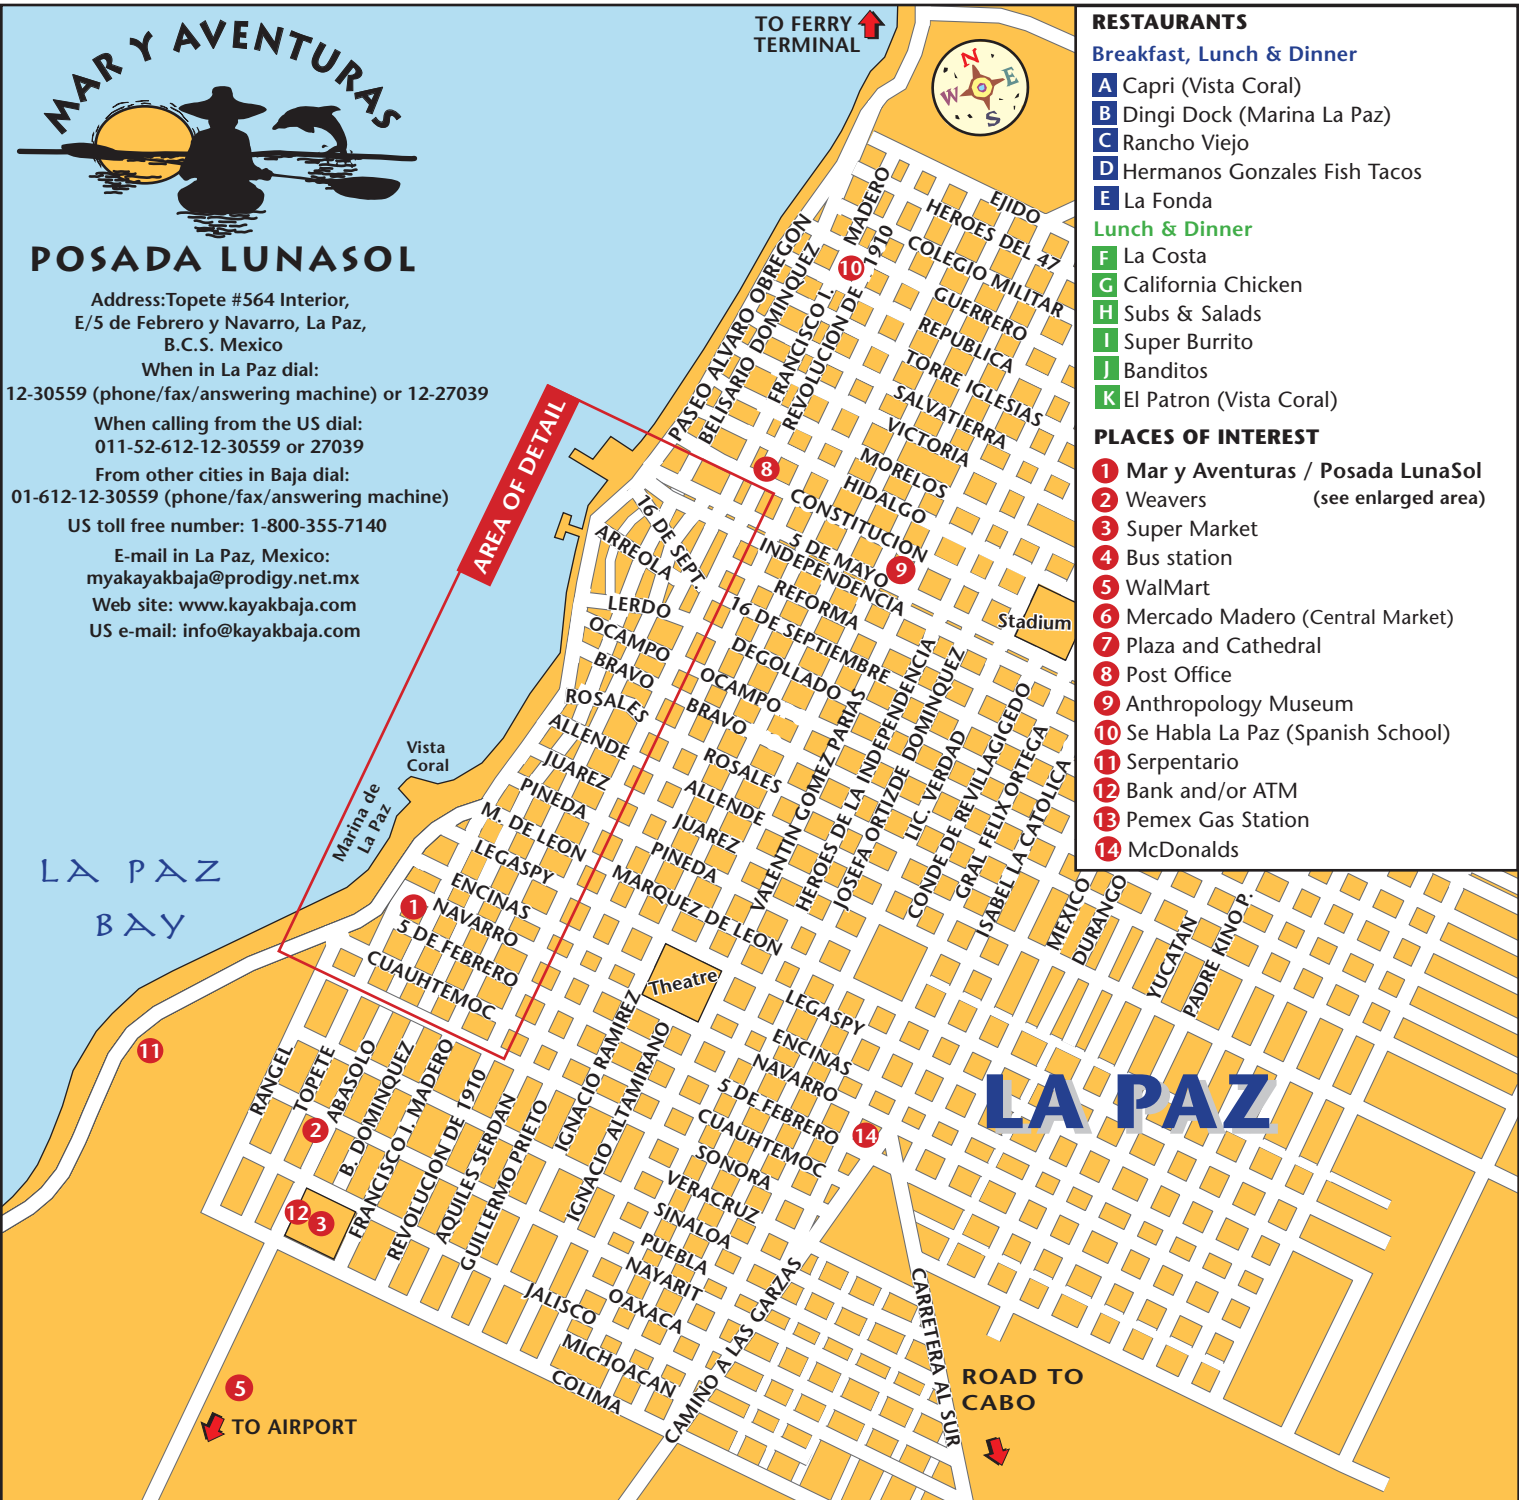 MAR Y AVENTURAS
POSADA LUNASOL
Address:Topete #564 Interior,
E/5 de Febrero y Navarro, La Paz,
B.C.S. Mexico
When in La Paz dial:
12-30559 (phone/fax/answering machine) or 12-27039
When calling from the US dial:
011-52-612-12-30559 or 27039
From other cities in Baja dial:
01-612-12-30559 (phone/fax/answering machine)
US toll free number: 1-800-355-7140
E-mail in La Paz, Mexico:
myakayakbaja@prodigy.net.mx
Web site: www.kayakbaja.com
US e-mail: info@kayakbaja.com
TO FERRY
TERMINAL
N
E
S
W
RESTAURANTS
Breakfast, Lunch & Dinner
A Capri (Vista Coral)
B Dingi Dock (Marina La Paz)
C Rancho Viejo
D Hermanos Gonzales Fish Tacos
E La Fonda
Lunch & Dinner
F La Costa
G California Chicken
H Subs & Salads
I Super Burrito
J Banditos
K El Patron (Vista Coral)
PLACES OF INTEREST
1 Mar y Aventuras / Posada LunaSol
(see enlarged area)
2 Weavers
3 Super Market
4 Bus station
5 WalMart
6 Mercado Madero (Central Market)
7 Plaza and Cathedral
8 Post Office
9 Anthropology Museum
10 Se Habla La Paz (Spanish School)
11 Serpentario
12 Bank and/or ATM
13 Pemex Gas Station
14 McDonalds
EJIDO
HEROES DEL 47
COLEGIO MILITAR
GUERRERO
REPUBLICA
TORRE IGLESIAS
SALVATIERRA
VICTORIA
MORELOS
HIDALGO
CONSTITUCION
5 DE MAYO
INDEPENDENCIA
REFORMA
16 DE SEPTIEMBRE
DEGOLLADO
OCAMPO
BRAVO
ROSALES
ALLENDE
JUAREZ
PINEDA
MARQUEZ DE LEON
PASEO ALVARO OBREGON
BELISARIO DOMINQUEZ
FRANCISCO I. MADERO
REVOLUCION DE 1910
10
8
9
Stadium
AREA OF DETAIL
16 DE SEPT.
ARREOLA
LERDO
OCAMPO
BRAVO
ROSALES
ALLENDE
JUAREZ
PINEDA
M. DE LEON
LEGASPY
ENCINAS
NAVARRO
5 DE FEBRERO
CUAUHTEMOC
1
Vista
Coral
Marina de
La Paz
LA PAZ
BAY
VALENTIN GOMEZ PARIAS
HEROES DE LA INDEPENDENCIA
JOSEFA ORTIZDE DOMINQUEZ
LIC. VERDAD
CONDE DE REVILLAGIGEDO
GRAL FELIX ORTEGA
ISABEL LA CATOLICA
MEXICO
DURANGO
YUCATAN
PADRE KINO P.
Theatre
LEGASPY
ENCINAS
NAVARRO
5 DE FEBRERO
CUAUHTEMOC
SONORA
VERACRUZ
SINALOA
PUEBLA
NAYARIT
OAXACA
JALISCO
MICHOACAN
COLIMA
14
LA PAZ
11
RANGEL
TOPETE
ABASOLO
B. DOMINQUEZ
FRANCISCO I. MADERO
REVOLUCION DE 1910
AQUILES SERDAN
GUILLERMO PRIETO
IGNACIO RAMIREZ
IGNACIO ALTAMIRANO
2
12
3
5
TO AIRPORT
CAMINO A LAS GARZAS
CARRETERA AL SUR
ROAD TO
CABO